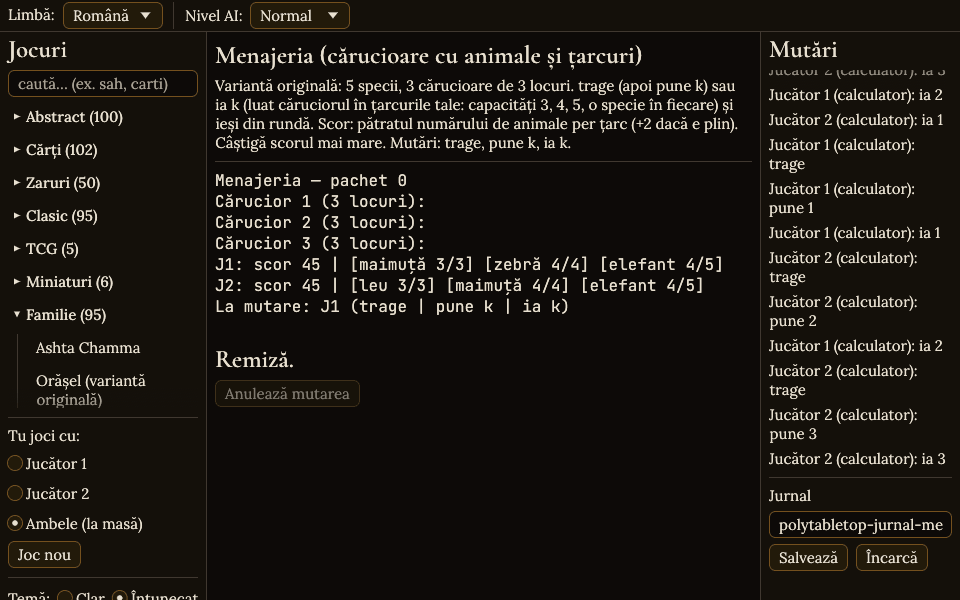 Limbă: Română Nivel AI: Normal
Jocuri
caută... (ex. sah, carti)
Abstract (100)
Cărți (102)
Zaruri (50)
Clasic (95)
TCG (5)
Miniaturi (6)
Familie (95)
Ashta Chamma
Orășel (variantă
originală)
Tu joci cu:
Jucător 1
Jucător 2
Ambele (la masă)
Joc nou
Temă: Clar Întunecat
Menajeria (cărucioare cu animale și țarcuri)
Variantă originală: 5 specii, 3 cărucioare de 3 locuri. trage (apoi pune k) sau
ia k (luat căruciorul în țarcurile tale: capacități 3, 4, 5, o specie în fiecare) și
ieși din rundă. Scor: pătratul numărului de animale per țarc (+2 dacă e plin).
Câștigă scorul mai mare. Mutări: trage, pune k, ia k.
Menajeria — pachet 0
Cărucior 1 (3 locuri):
Cărucior 2 (3 locuri):
Cărucior 3 (3 locuri):
J1: scor 45 | [maimuță 3/3] [zebră 4/4] [elefant 4/5]
J2: scor 45 | [leu 3/3] [maimuță 4/4] [elefant 4/5]
La mutare: J1 (trage | pune k | ia k)
Remiză.
Anulează mutarea
Mutări
Jucător 2 (calculator): ia 3
Jucător 1 (calculator): ia 2
Jucător 2 (calculator): ia 1
Jucător 1 (calculator):
trage
Jucător 1 (calculator):
pune 1
Jucător 1 (calculator): ia 1
Jucător 2 (calculator):
trage
Jucător 2 (calculator):
pune 2
Jucător 1 (calculator): ia 2
Jucător 2 (calculator):
trage
Jucător 2 (calculator):
pune 3
Jucător 2 (calculator): ia 3
Jurnal
polytabletop-jurnal-me
Salvează Încarcă